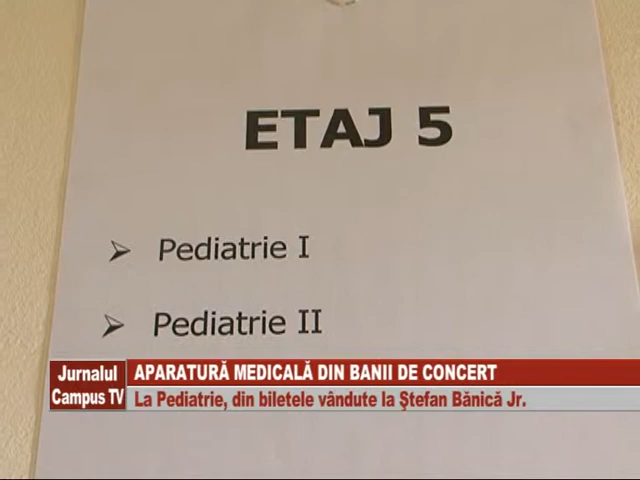 ETAJ 5
Pediatrie I
Pediatrie II
Jurnalul
Campus TV
APARATURĂ MEDICALĂ DIN BANII DE CONCERT
La Pediatrie, din biletele vândute la Ştefan Bănică Jr.